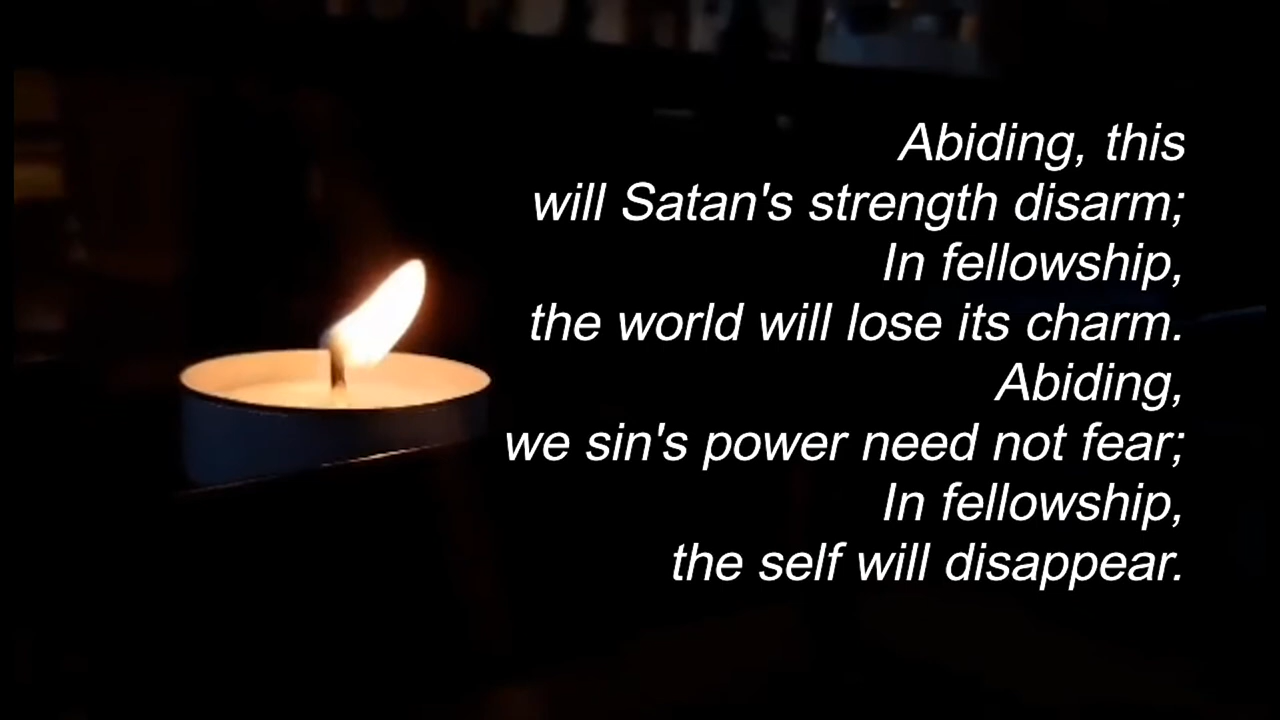 Abiding, this
will Satan's strength disarm;
In fellowship,
the world will lose its charm.
Abiding,
we sin's power need not fear;
In fellowship,
the self will disappear.